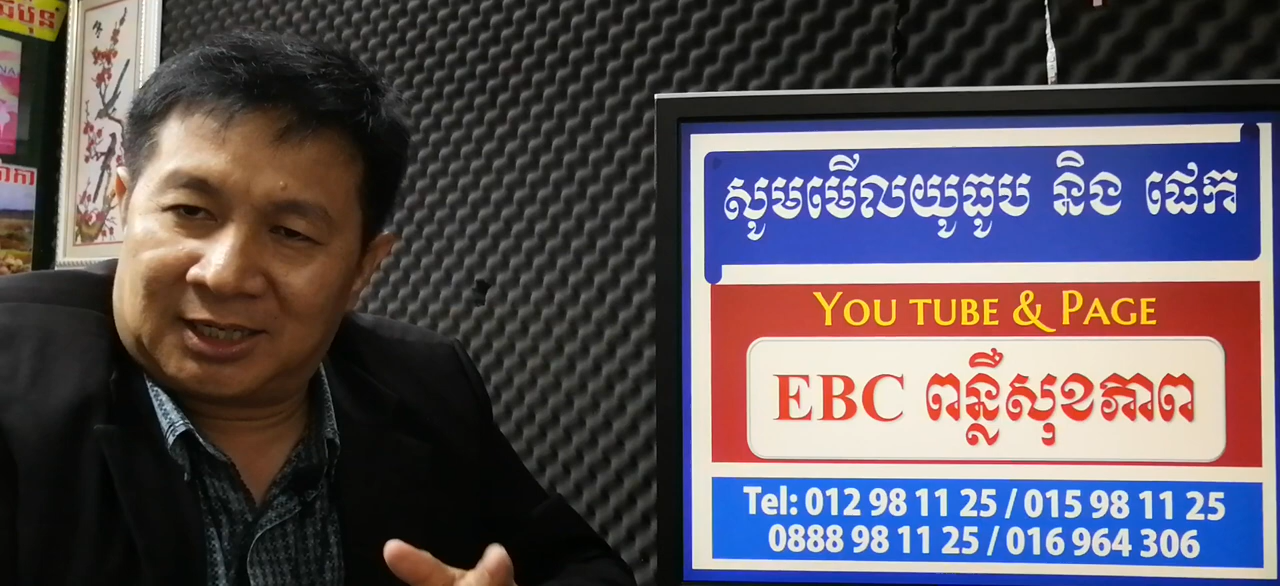 សូមមើលយូធូប និង ផេក
YOU TUBE & PAGE
EBC ពន្លឺសុខភាព
Tel: 012 98 11 25 / 015 98 11 25
0888 98 11 25 / 016 964 306